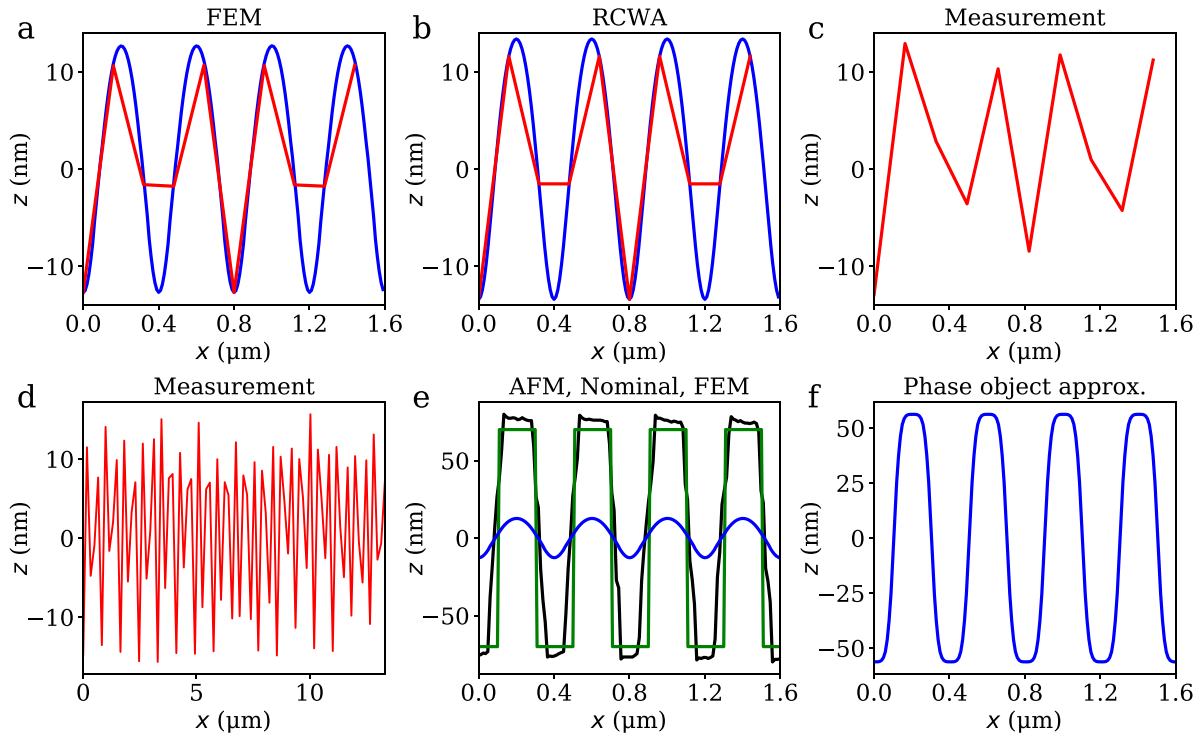 a FEM
10
0
−10
z (nm)
0.0 0.4 0.8 1.2 1.6
x (μm)
b RCWA
10
0
−10
z (nm)
0.0 0.4 0.8 1.2 1.6
x (μm)
c Measurement
10
0
−10
z (nm)
0.0 0.4 0.8 1.2 1.6
x (μm)
d Measurement
10
0
−10
z (nm)
0 5 10
x (μm)
e AFM, Nominal, FEM
50
0
−50
z (nm)
0.0 0.4 0.8 1.2 1.6
x (μm)
f Phase object approx.
50
25
0
−25
−50
z (nm)
0.0 0.4 0.8 1.2 1.6
x (μm)